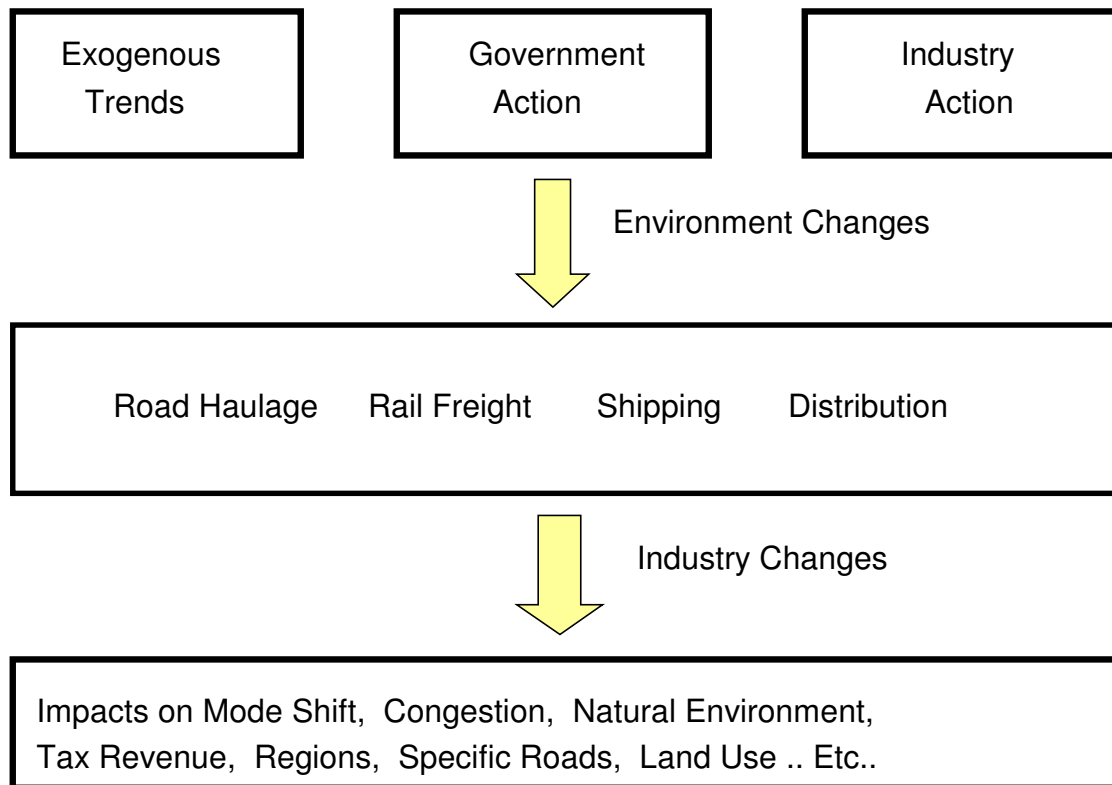 Exogenous
Trends
Government
Action
Industry
Action
Environment Changes
Road Haulage Rail Freight Shipping Distribution
Industry Changes
Impacts on Mode Shift, Congestion, Natural Environment,
Tax Revenue, Regions, Specific Roads, Land Use .. Etc..